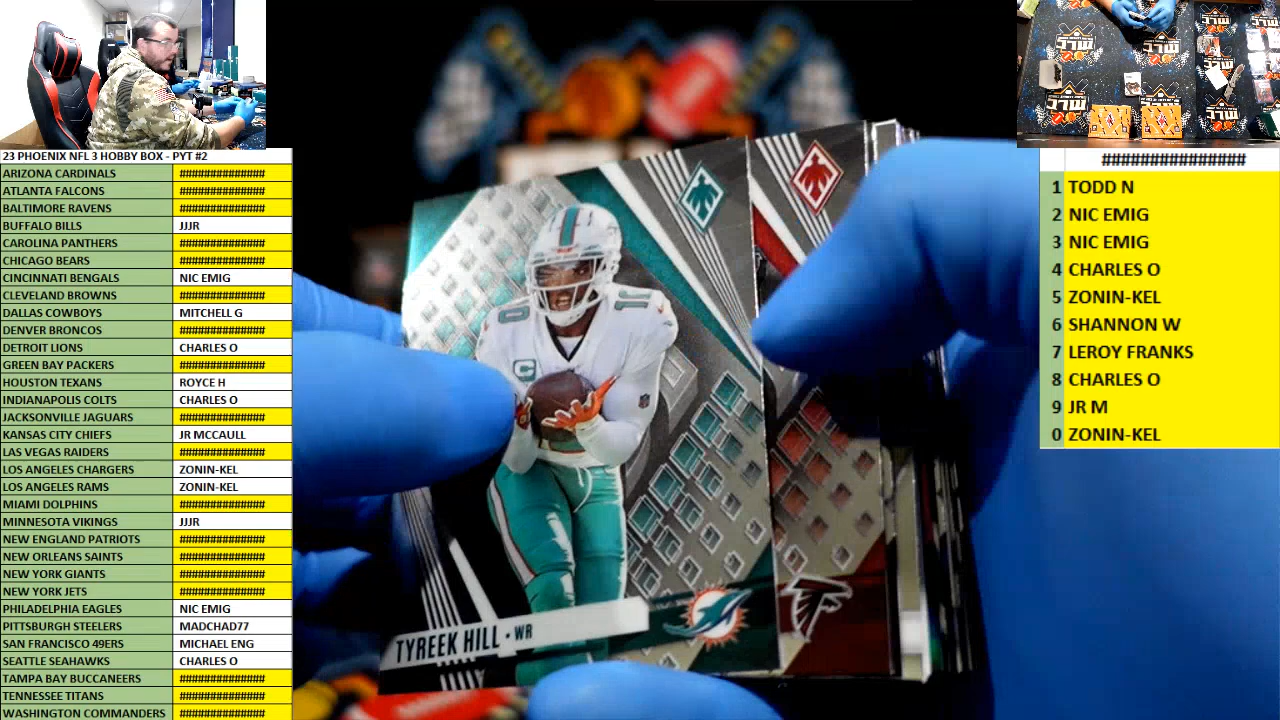 23 PHOENIX NFL 3 HOBBY BOX - PYT #2
ARIZONA CARDINALS ##############
ATLANTA FALCONS ##############
BALTIMORE RAVENS ##############
BUFFALO BILLS JJJR
CAROLINA PANTHERS ##############
CHICAGO BEARS ##############
CINCINNATI BENGALS NIC EMIG
CLEVELAND BROWNS ##############
DALLAS COWBOYS MITCHELL G
DENVER BRONCOS ##############
DETROIT LIONS CHARLES O
GREEN BAY PACKERS ##############
HOUSTON TEXANS ROYCE H
INDIANAPOLIS COLTS CHARLES O
JACKSONVILLE JAGUARS ##############
KANSAS CITY CHIEFS JR MCCAULL
LAS VEGAS RAIDERS ##############
LOS ANGELES CHARGERS ZONIN-KEL
LOS ANGELES RAMS ZONIN-KEL
MIAMI DOLPHINS ##############
MINNESOTA VIKINGS JJJR
NEW ENGLAND PATRIOTS ##############
NEW ORLEANS SAINTS ##############
NEW YORK GIANTS ##############
NEW YORK JETS ##############
PHILADELPHIA EAGLES NIC EMIG
PITTSBURGH STEELERS MADCHAD77
SAN FRANCISCO 49ERS MICHAEL ENG
SEATTLE SEAHAWKS CHARLES O
TAMPA BAY BUCCANEERS ##############
TENNESSEE TITANS ##############
WASHINGTON COMMANDERS ##############
10
10
C
TYREEK HILL • WR
###############
1 TODD N
2 NIC EMIG
3 NIC EMIG
4 CHARLES O
5 ZONIN-KEL
6 SHANNON W
7 LEROY FRANKS
8 CHARLES O
9 JR M
0 ZONIN-KEL